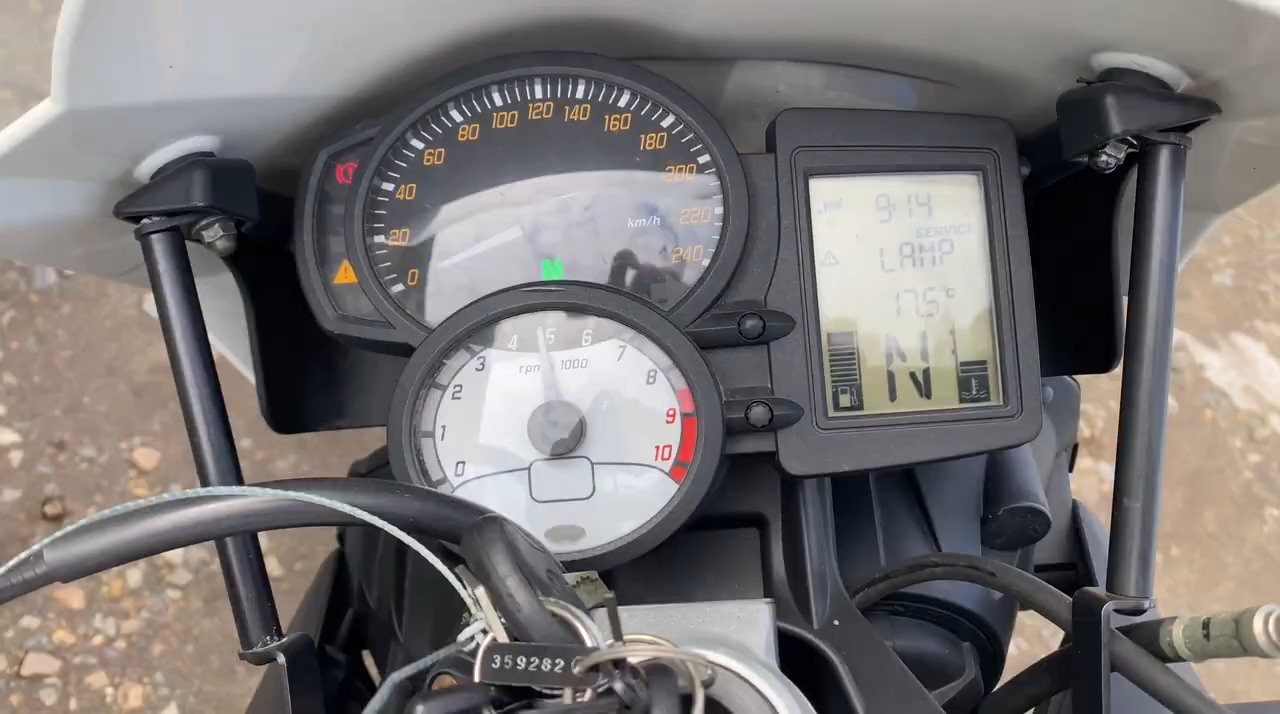 0 20 40 60 80 100 120 140 160 180 200 220 240
km/h
N
0 1 2 3 4 5 6 7 8 9 10
rpm x 1000
9:14
SERVICE
LAMP
17.5°
N
359282